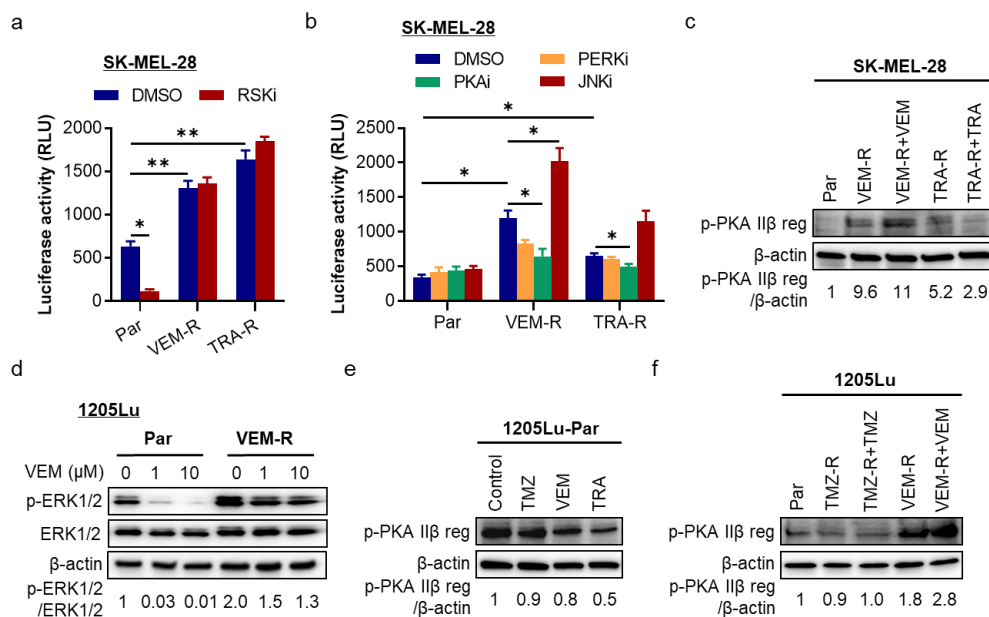 a
SK-MEL-28
DMSO RSKi
Luciferase activity (RLU)
2000
1500
1000
500
0
** 
**
*
Par VEM-R TRA-R
b
SK-MEL-28
DMSO PERKi
PKAi JNKi
Luciferase activity (RLU)
2500
2000
1500
1000
500
0
*
*
*
*
*
Par VEM-R TRA-R
c
SK-MEL-28
Par VEM-R VEM-R+VEM TRA-R TRA-R+TRA
p-PKA IIβ reg
β-actin
p-PKA IIβ reg
/β-actin 1 9.6 11 5.2 2.9
d
1205Lu
Par VEM-R
VEM (µM) 0 1 10 0 1 10
p-ERK1/2
ERK1/2
β-actin
p-ERK1/2
/ERK1/2 1 0.03 0.01 2.0 1.5 1.3
e
1205Lu-Par
Control TMZ VEM TRA
p-PKA IIβ reg
β-actin
p-PKA IIβ reg
/β-actin 1 0.9 0.8 0.5
f
1205Lu
Par TMZ-R TMZ-R+TMZ VEM-R VEM-R+VEM
p-PKA IIβ reg
β-actin
p-PKA IIβ reg
/β-actin 1 0.9 1.0 1.8 2.8